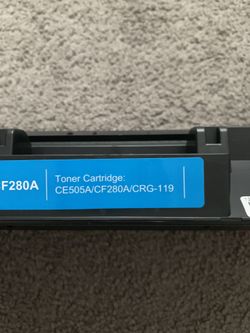 CF280A
Toner Cartridge:
CE505A/CF280A/CRG-119